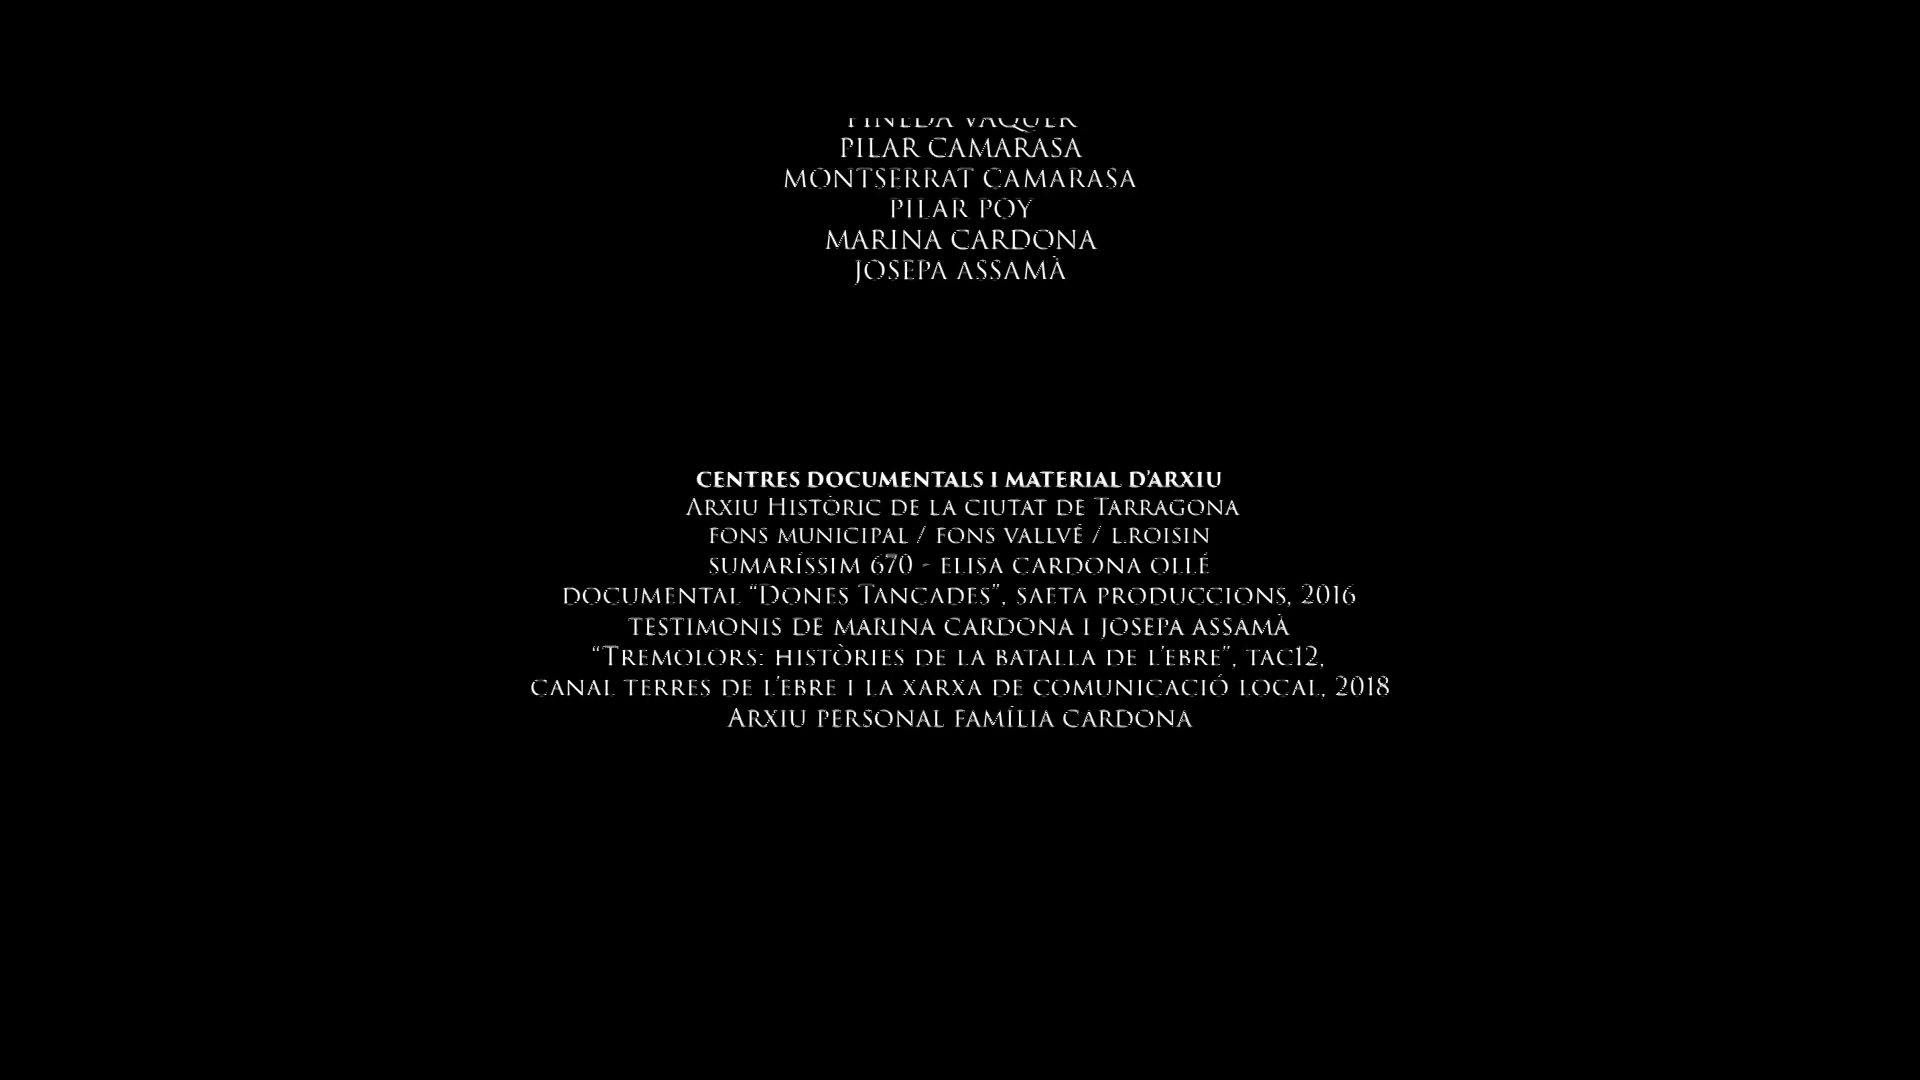 PINEDA VAQUER
PILAR CAMARASA
MONTSERRAT CAMARASA
PILAR POY
MARINA CARDONA
JOSEPA ASSAMÀ
CENTRES DOCUMENTALS I MATERIAL D'ARXIU
Arxiu Històric de la ciutat de Tarragona
fons municipal / fons vallvé / l.roisin
sumaríssim 670 - elisa cardona ollé
documental “Dones Tancades”, saeta produccions, 2016
testimonis de marina cardona i josepa assamà
“Tremolors: històries de la batalla de l'ebre”, tac12,
canal terres de l'ebre i la xarxa de comunicació local, 2018
Arxiu personal família cardona